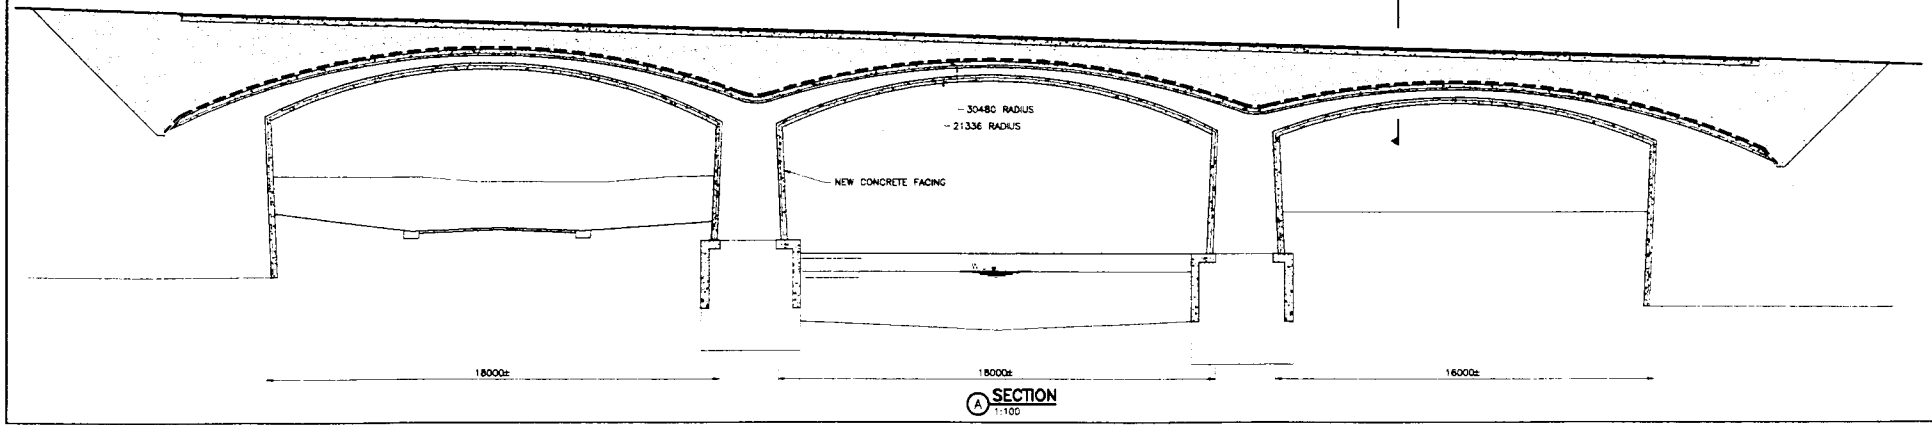 30480 RADIUS
21336 RADIUS
NEW CONCRETE FACING
18000±
18000±
16000±
A SECTION
1:100